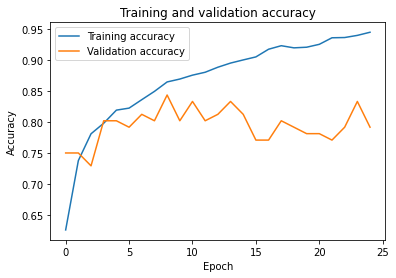 Training and validation accuracy
Training accuracy
Validation accuracy
Accuracy
0.95
0.90
0.85
0.80
0.75
0.70
0.65
0 5 10 15 20 25
Epoch